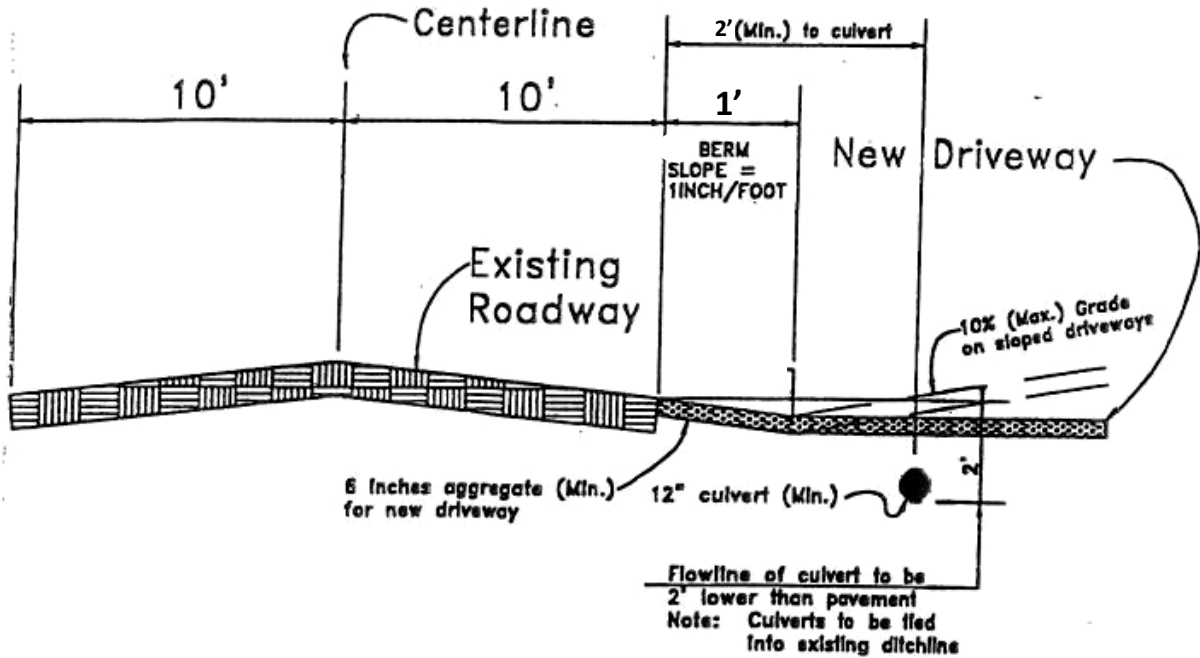 Centerline
2'(Min.) to culvert
10'
10'
1'
BERM
SLOPE =
1INCH/FOOT
New Driveway
Existing
Roadway
10% (Max.) Grade
on sloped driveways
6 inches aggregate (Min.)
for new driveway
12" culvert (Min.)
2'
Flowline of culvert to be
2' lower than pavement
Note: Culverts to be tied
into existing ditchline